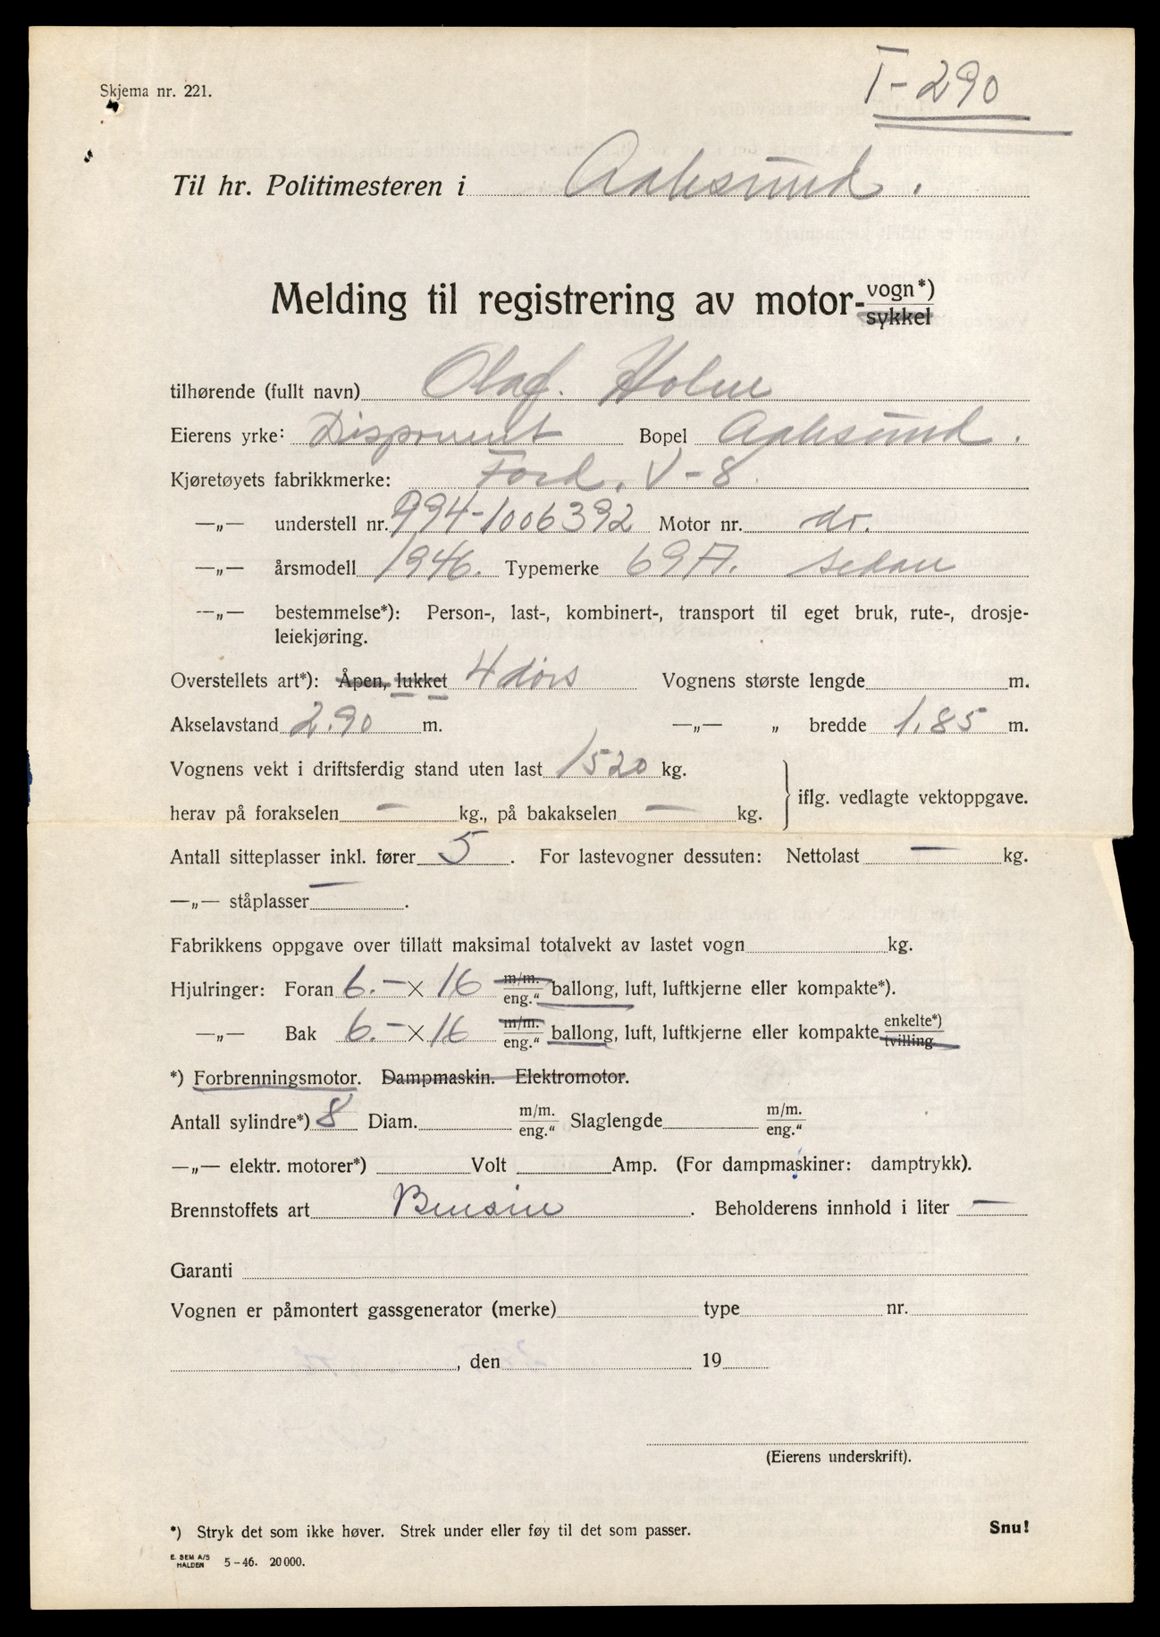 Skjema nr. 221.
T-290
Til hr. Politimesteren i Aalesund.
Melding til registrering av motor-vogn*)
sykkel
tilhørende (fullt navn) Olaf. Holm
Eierens yrke: Disponent Bopel Aalesund.
Kjøretøyets fabrikkmerke: Ford. V-8.
—„— understell nr. 994-1006392 Motor nr. do.
—„— årsmodell 1946. Typemerke 69A. sedan
—„— bestemmelse*): Person-, last-, kombinert-, transport til eget bruk, rute-, drosje-
leiekjøring.
Overstellets art*): Åpen, lukket 4 dørs Vognens største lengde m.
Akselavstand 2.90 m. —„— „ bredde 1.85 m.
Vognens vekt i driftsferdig stand uten last 1520 kg.
herav på forakselen — kg., på bakakselen — kg. iflg. vedlagte vektoppgave.
Antall sitteplasser inkl. fører 5. For lastevogner dessuten: Nettolast — kg.
—„— ståplasser — .
Fabrikkens oppgave over tillatt maksimal totalvekt av lastet vogn kg.
Hjulringer: Foran 6.— × 16 m/m. eng." ballong, luft, luftkjerne eller kompakte*).
—„— Bak 6.— × 16 m/m. eng." ballong, luft, luftkjerne eller kompakte enkelte*) tvilling
*) Forbrenningsmotor. Dampmaskin. Elektromotor.
Antall sylindre*) 8 Diam. m/m. eng." Slaglengde m/m. eng."
—„— elektr. motorer*) Volt Amp. (For dampmaskiner: damptrykk).
Brennstoffets art Bensin. Beholderens innhold i liter —
Garanti
Vognen er påmontert gassgenerator (merke) type nr.
, den 19
(Eierens underskrift).
*) Stryk det som ikke høver. Strek under eller føy til det som passer. Snu!
E. SEM A/S
HALDEN 5-46. 20000.